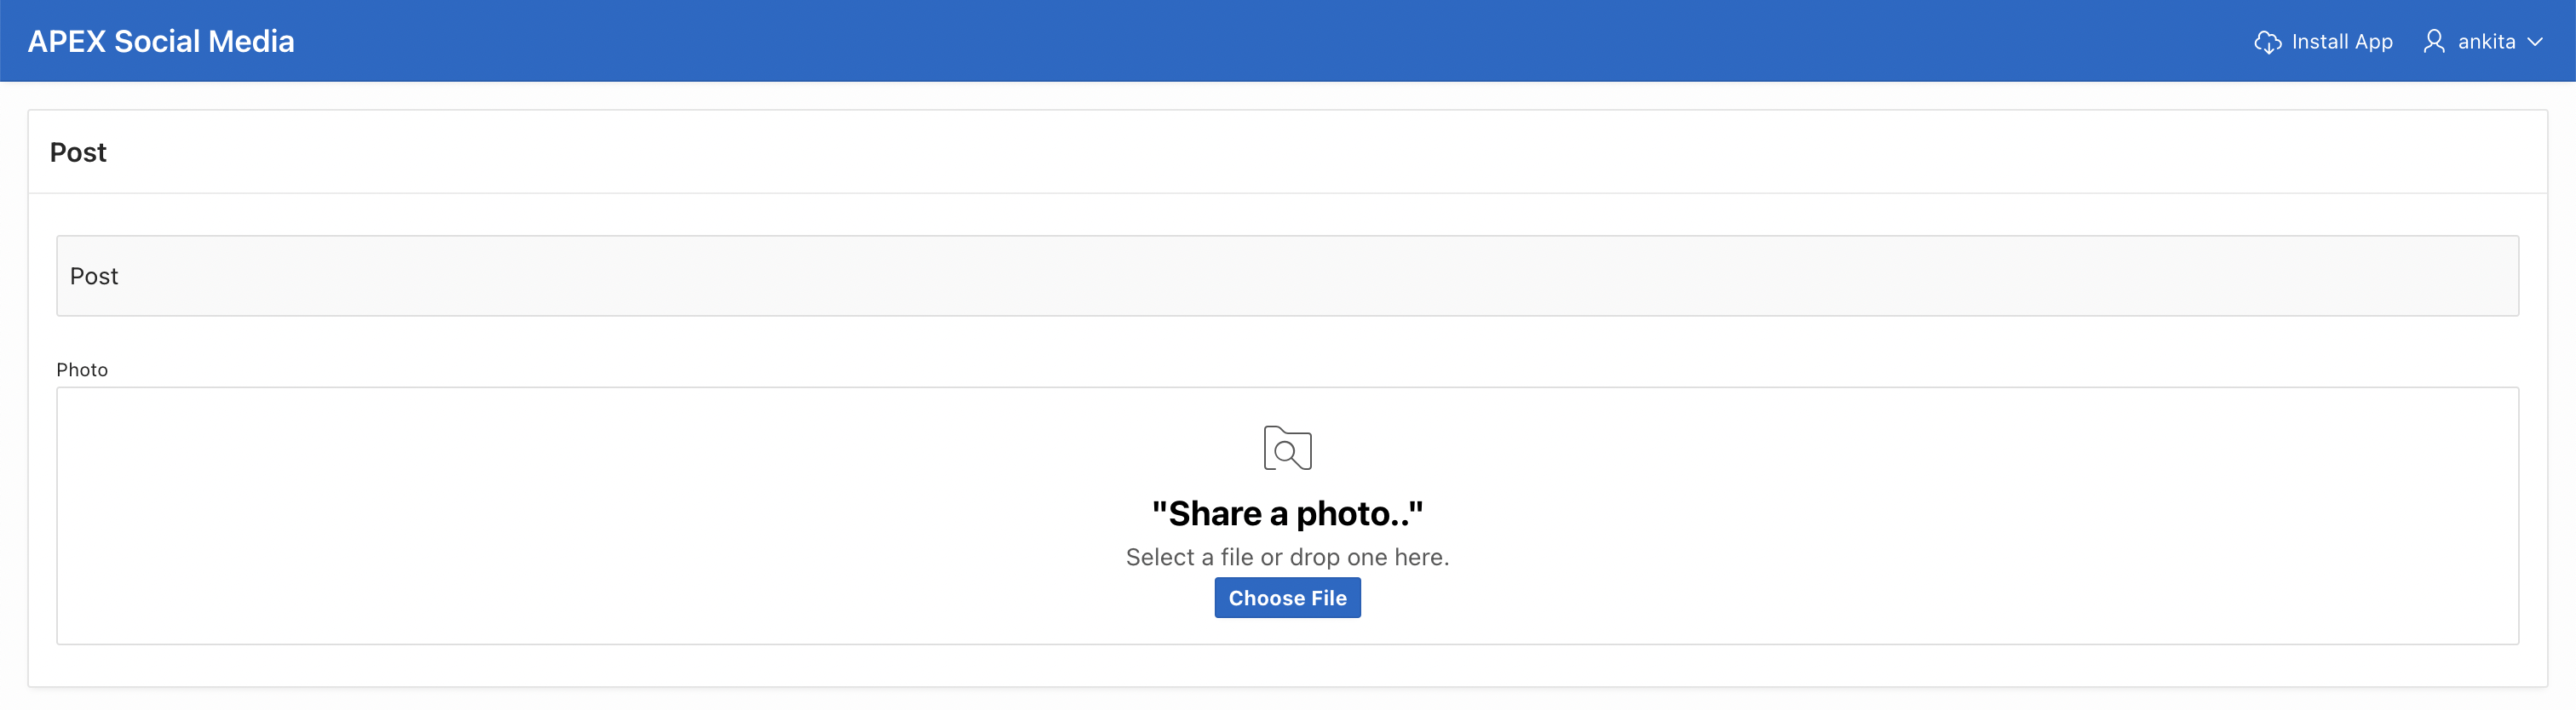 APEX Social Media
Install App
ankita
Post
Post
Photo
"Share a photo.."
Select a file or drop one here.
Choose File